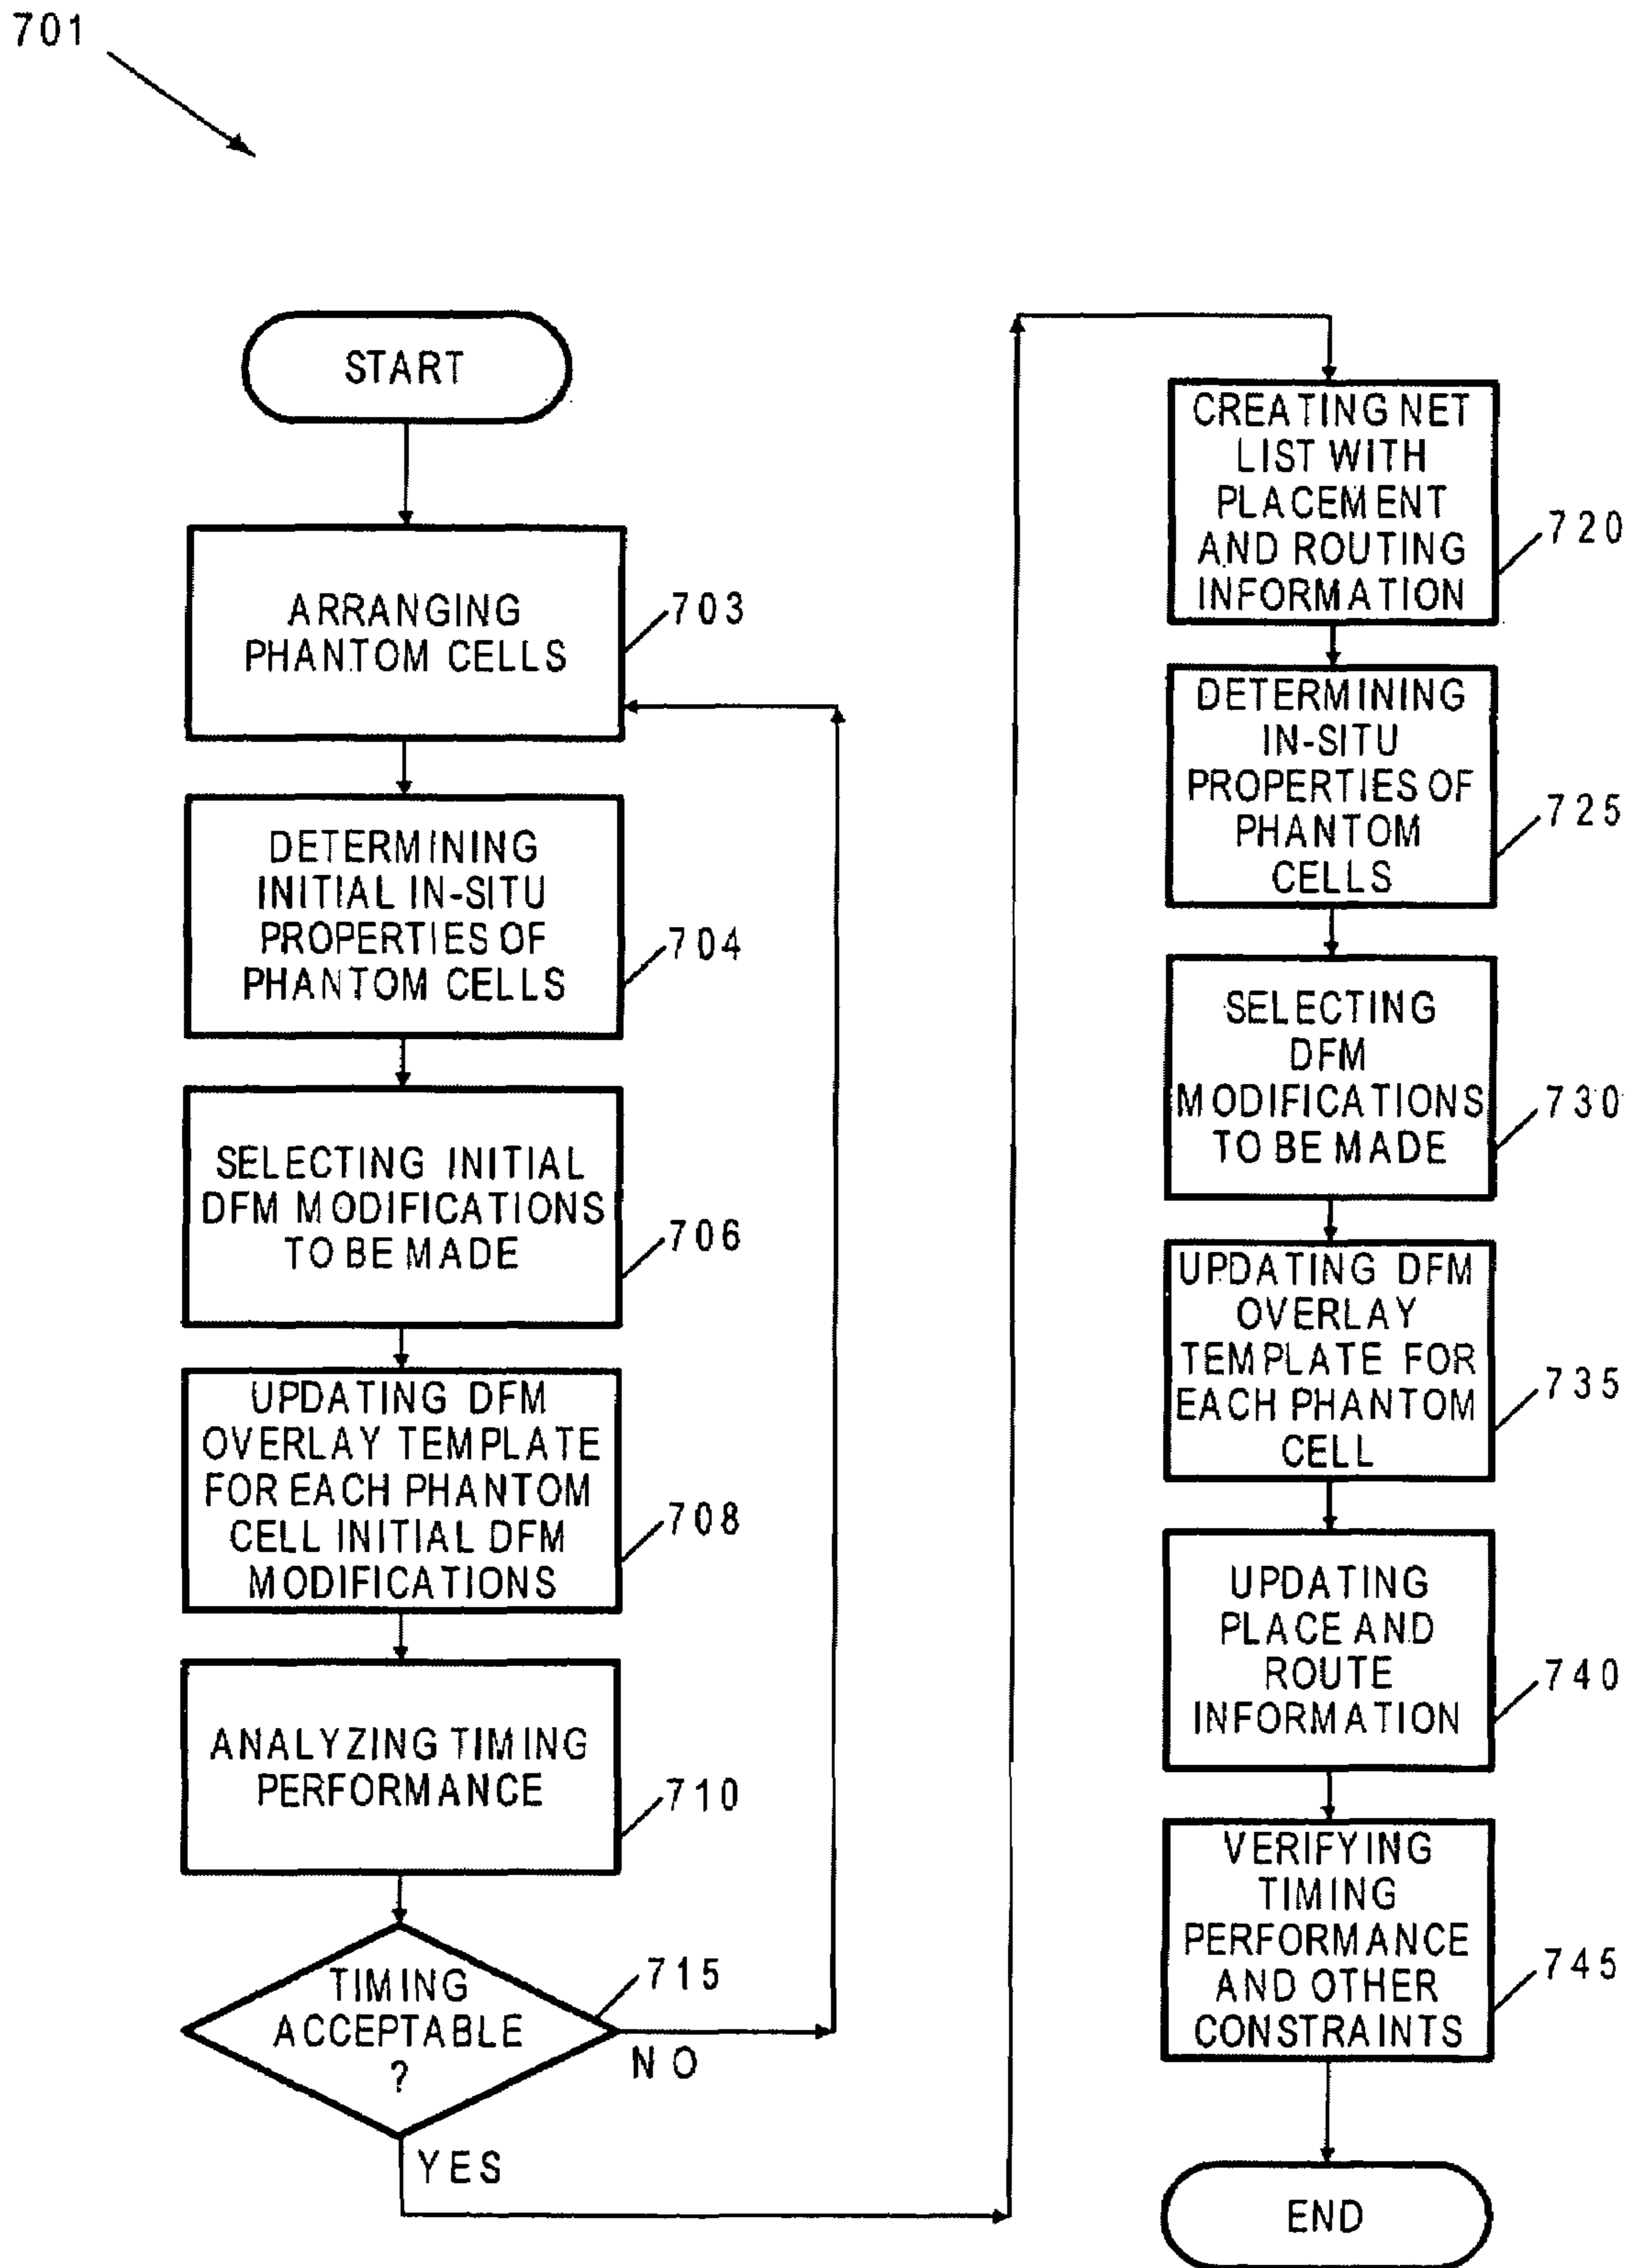 701
START
ARRANGING
PHANTOM CELLS
703
DETERMINING
INITIAL IN-SITU
PROPERTIES OF
PHANTOM CELLS
704
SELECTING INITIAL
DFM MODIFICATIONS
TO BE MADE
706
UPDATING DFM
OVERLAY TEMPLATE
FOR EACH PHANTOM
CELL INITIAL DFM
MODIFICATIONS
708
ANALYZING TIMING
PERFORMANCE
710
TIMING
ACCEPTABLE
?
715
NO
YES
CREATING NET
LIST WITH
PLACEMENT
AND ROUTING
INFORMATION
720
DETERMINING
IN-SITU
PROPERTIES OF
PHANTOM
CELLS
725
SELECTING
DFM
MODIFICATIONS
TO BE MADE
730
UPDATING DFM
OVERLAY
TEMPLATE FOR
EACH PHANTOM
CELL
735
UPDATING
PLACE AND
ROUTE
INFORMATION
740
VERIFYING
TIMING
PERFORMANCE
AND OTHER
CONSTRAINTS
745
END